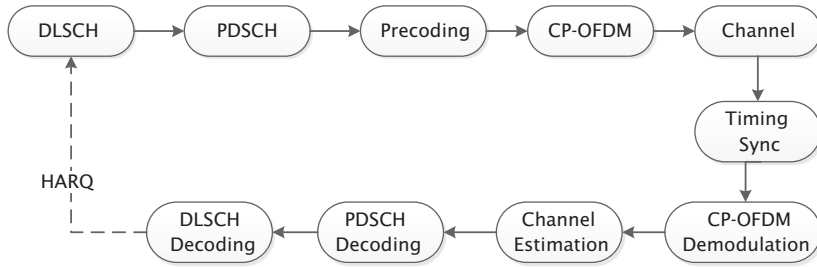 DLSCH
PDSCH
Precoding
CP-OFDM
Channel
Timing
Sync
CP-OFDM
Demodulation
Channel
Estimation
PDSCH
Decoding
DLSCH
Decoding
HARQ